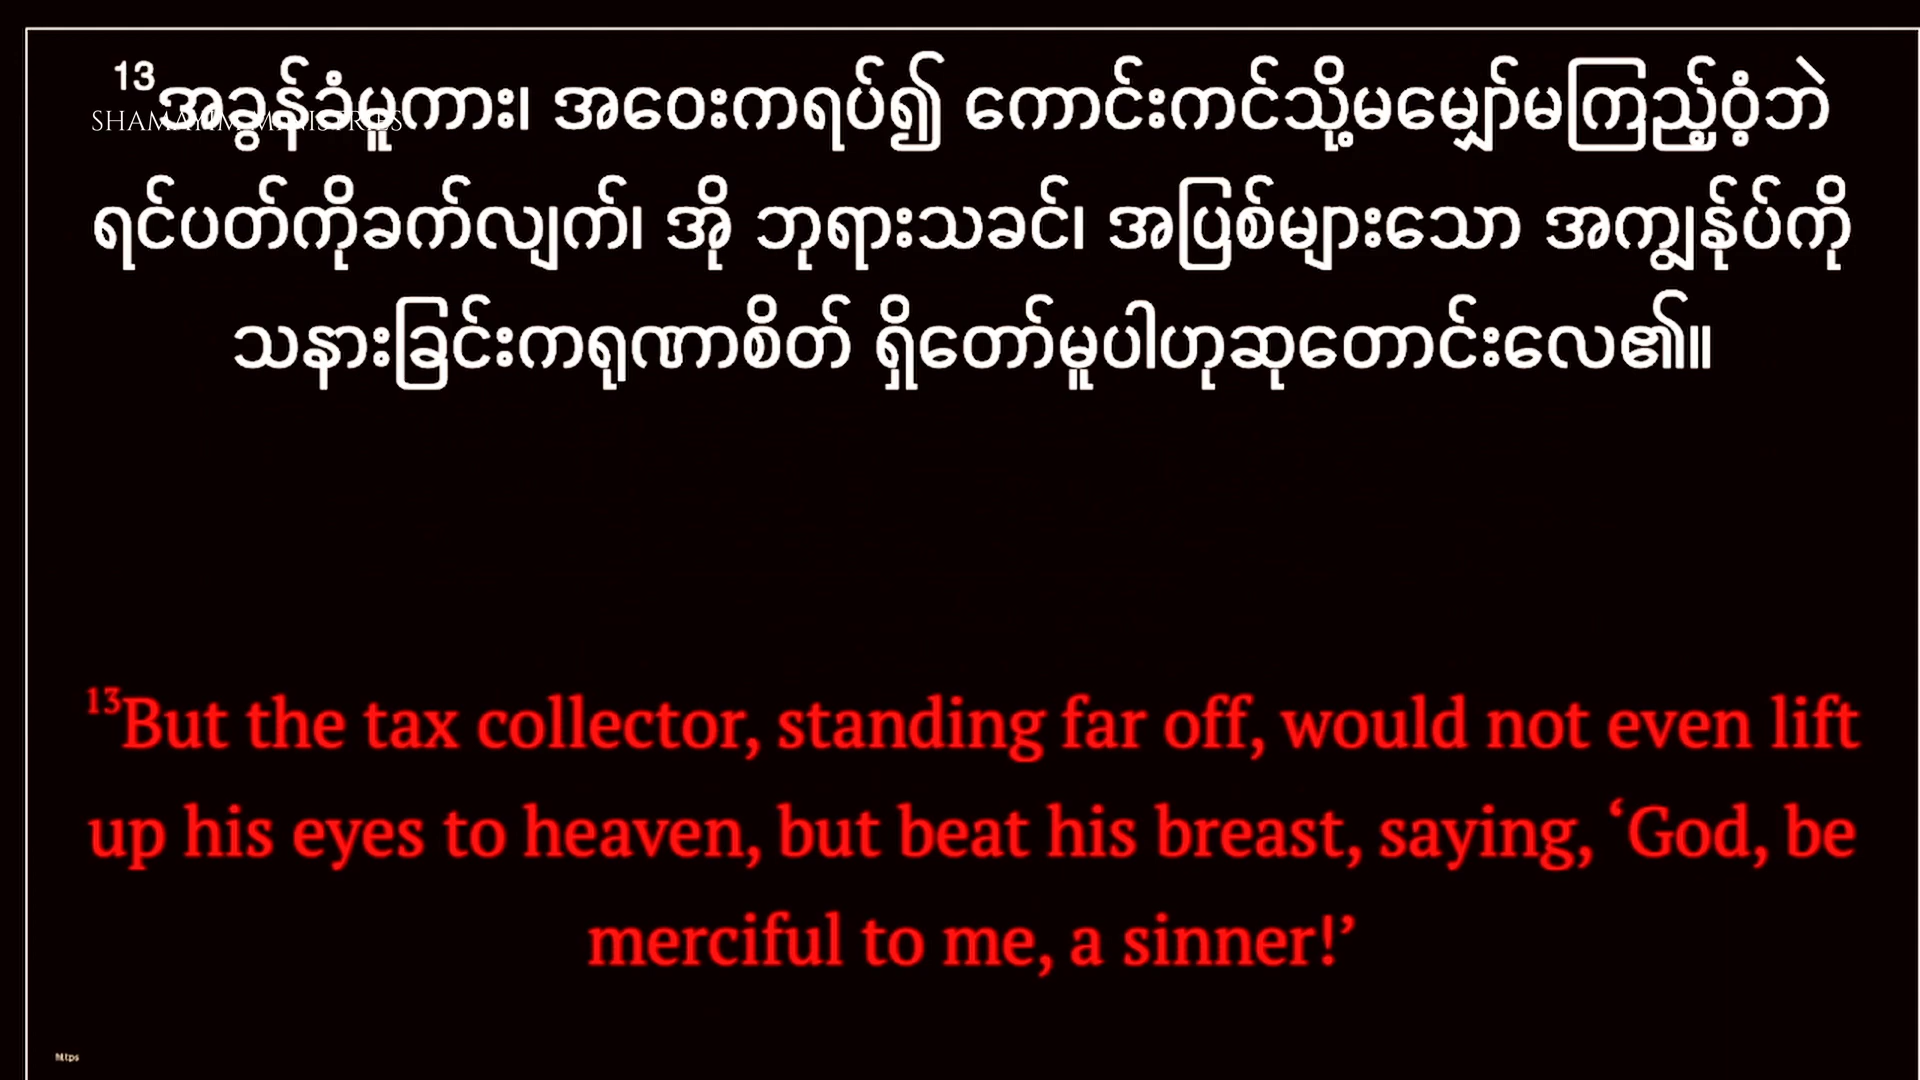 13အခွန်ခံမူကား၊ အဝေးကရပ်၍ ကောင်းကင်သို့မမျှော်မကြည့်ဝံ့ဘဲ
SHAMAYIM MINISTRIES
ရင်ပတ်ကိုခက်လျက်၊ အို ဘုရားသခင်၊ အပြစ်များသော အကျွန်ုပ်ကို
သနားခြင်းကရုဏာစိတ် ရှိတော်မူပါဟုဆုတောင်းလေ၏။
13But the tax collector, standing far off, would not even lift
up his eyes to heaven, but beat his breast, saying, ‘God, be
merciful to me, a sinner!’
https